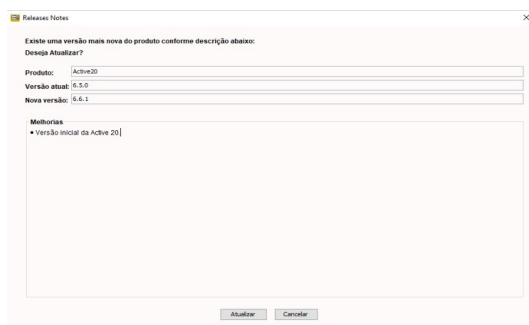 Releases Notes
Existe uma versão mais nova do produto conforme descrição abaixo:
Deseja Atualizar?
Produto: Active20
Versão atual: 6.5.0
Nova versão: 6.6.1
Melhorias
• Versão inicial da Active 20
Atualizar Cancelar